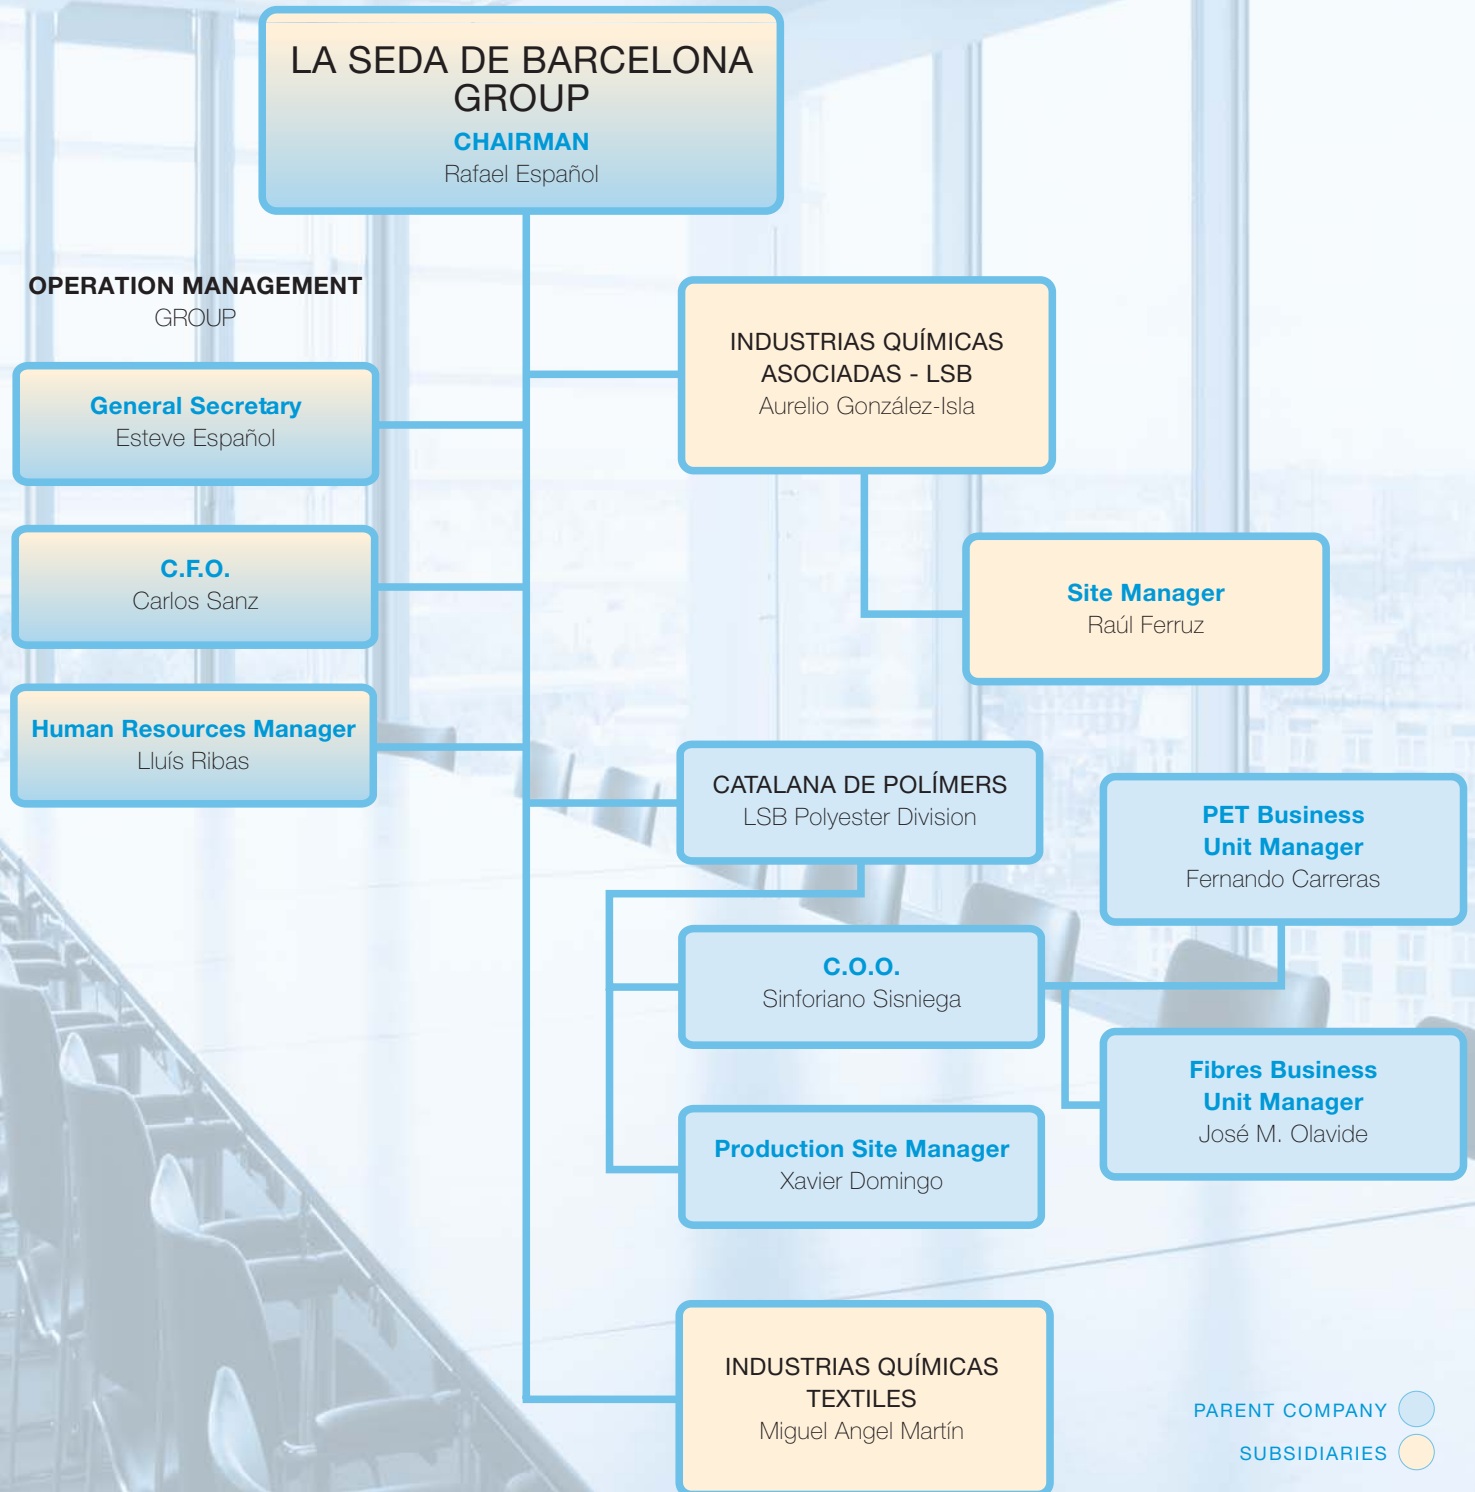 LA SEDA DE BARCELONA
GROUP
CHAIRMAN
Rafael Español
OPERATION MANAGEMENT
GROUP
General Secretary
Esteve Español
C.F.O.
Carlos Sanz
Human Resources Manager
Lluís Ribas
INDUSTRIAS QUÍMICAS
ASOCIADAS - LSB
Aurelio González-Isla
Site Manager
Raúl Ferruz
CATALANA DE POLÍMERS
LSB Polyester Division
C.O.O.
Sinforiano Sisniega
PET Business
Unit Manager
Fernando Carreras
Fibres Business
Unit Manager
José M. Olavide
Production Site Manager
Xavier Domingo
INDUSTRIAS QUÍMICAS
TEXTILES
Miguel Angel Martín
PARENT COMPANY
SUBSIDIARIES